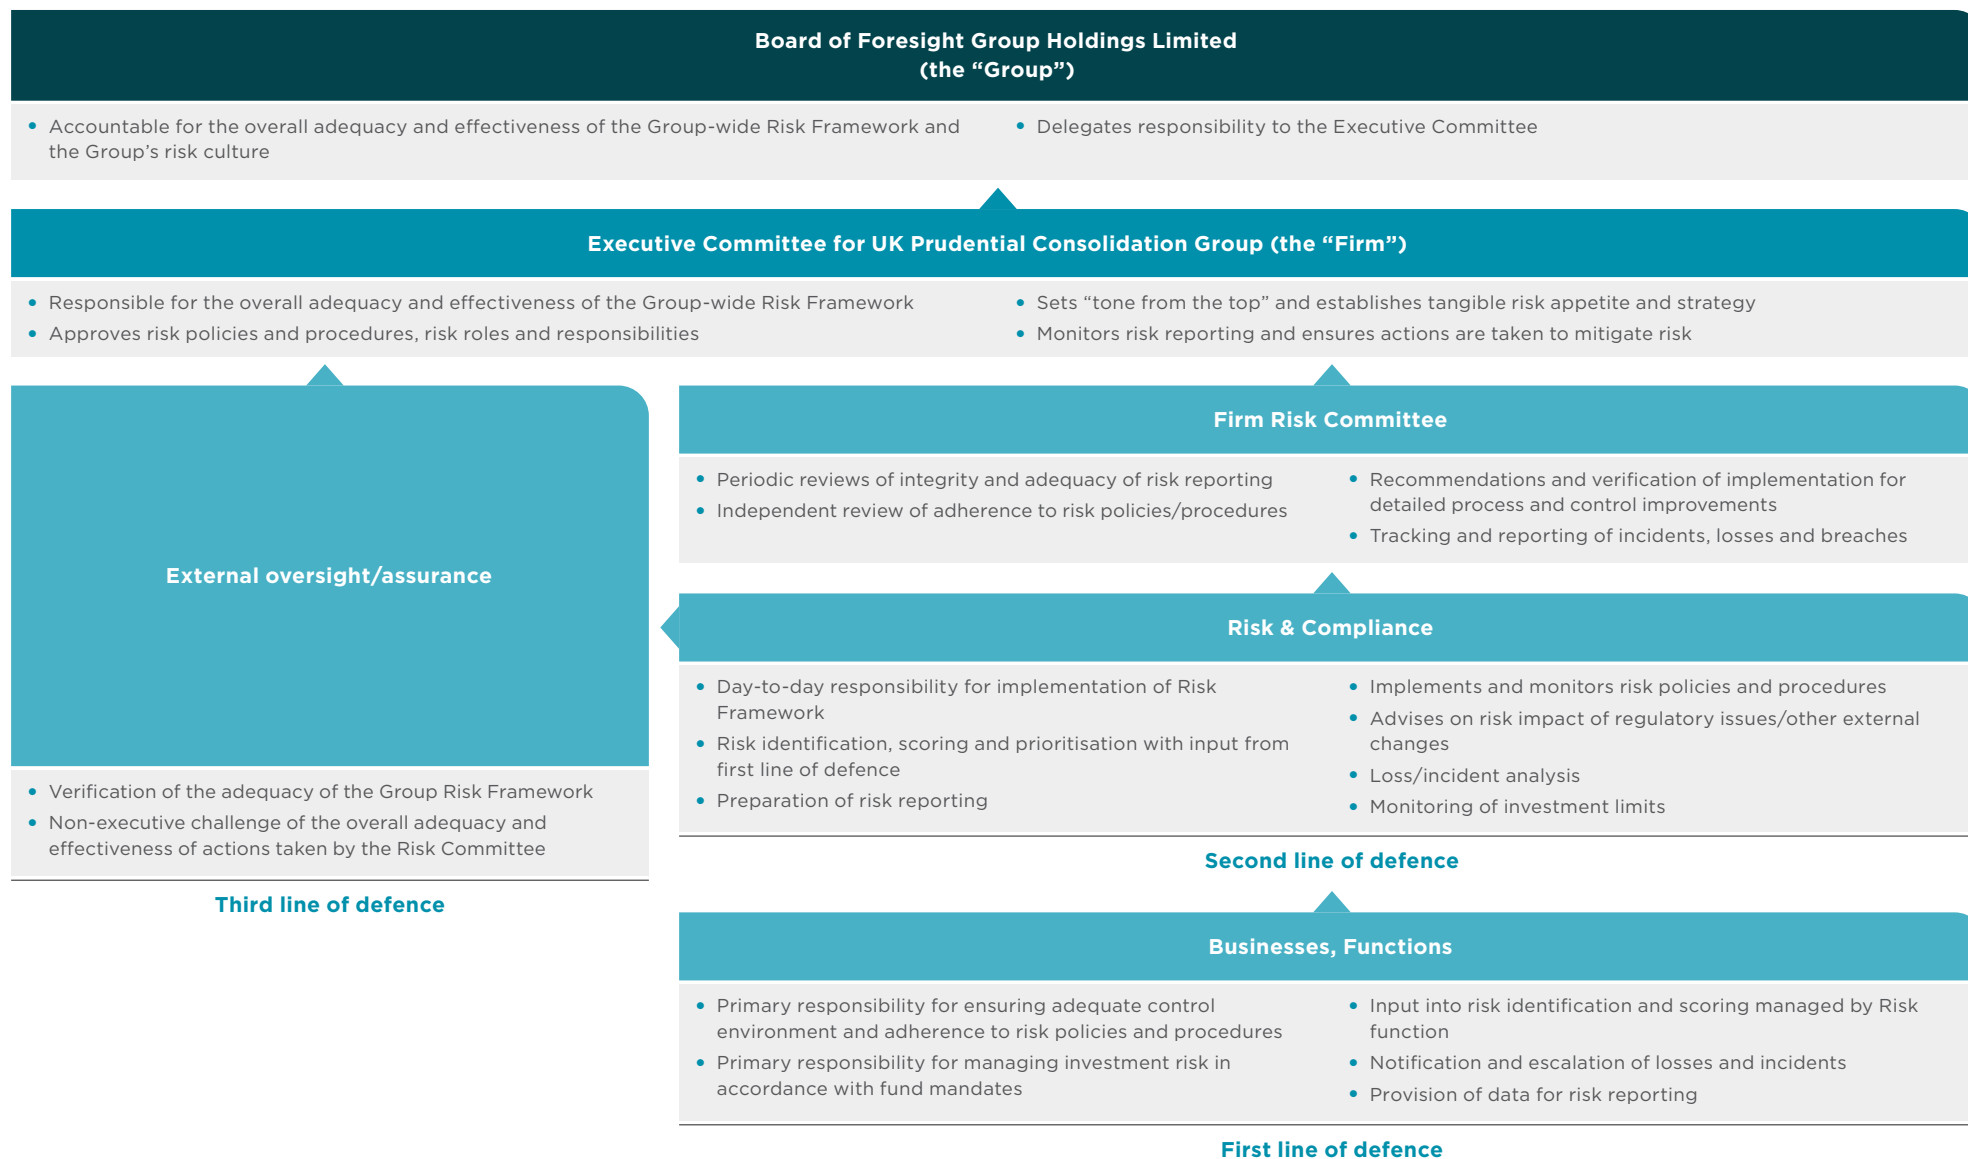 Board of Foresight Group Holdings Limited
(the “Group”)
• Accountable for the overall adequacy and effectiveness of the Group-wide Risk Framework and
the Group’s risk culture
• Delegates responsibility to the Executive Committee
Executive Committee for UK Prudential Consolidation Group (the “Firm”)
• Responsible for the overall adequacy and effectiveness of the Group-wide Risk Framework
• Approves risk policies and procedures, risk roles and responsibilities
• Sets “tone from the top” and establishes tangible risk appetite and strategy
• Monitors risk reporting and ensures actions are taken to mitigate risk
External oversight/assurance
• Verification of the adequacy of the Group Risk Framework
• Non-executive challenge of the overall adequacy and
effectiveness of actions taken by the Risk Committee
Third line of defence
Firm Risk Committee
• Periodic reviews of integrity and adequacy of risk reporting
• Independent review of adherence to risk policies/procedures
• Recommendations and verification of implementation for
detailed process and control improvements
• Tracking and reporting of incidents, losses and breaches
Risk & Compliance
• Day-to-day responsibility for implementation of Risk
Framework
• Risk identification, scoring and prioritisation with input from
first line of defence
• Preparation of risk reporting
• Implements and monitors risk policies and procedures
• Advises on risk impact of regulatory issues/other external
changes
• Loss/incident analysis
• Monitoring of investment limits
Second line of defence
Businesses, Functions
• Primary responsibility for ensuring adequate control
environment and adherence to risk policies and procedures
• Primary responsibility for managing investment risk in
accordance with fund mandates
• Input into risk identification and scoring managed by Risk
function
• Notification and escalation of losses and incidents
• Provision of data for risk reporting
First line of defence